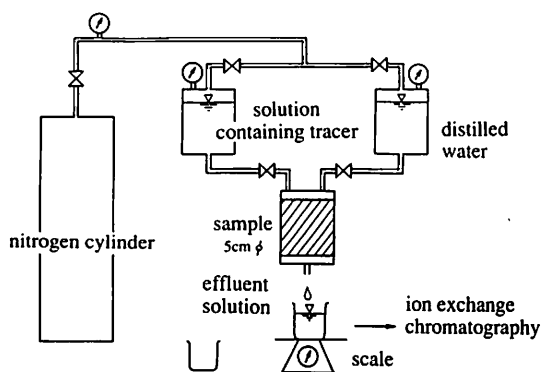 solution
containing tracer
distilled
water
nitrogen cylinder
sample
5cm ϕ
effluent
solution
ion exchange
chromatography
scale